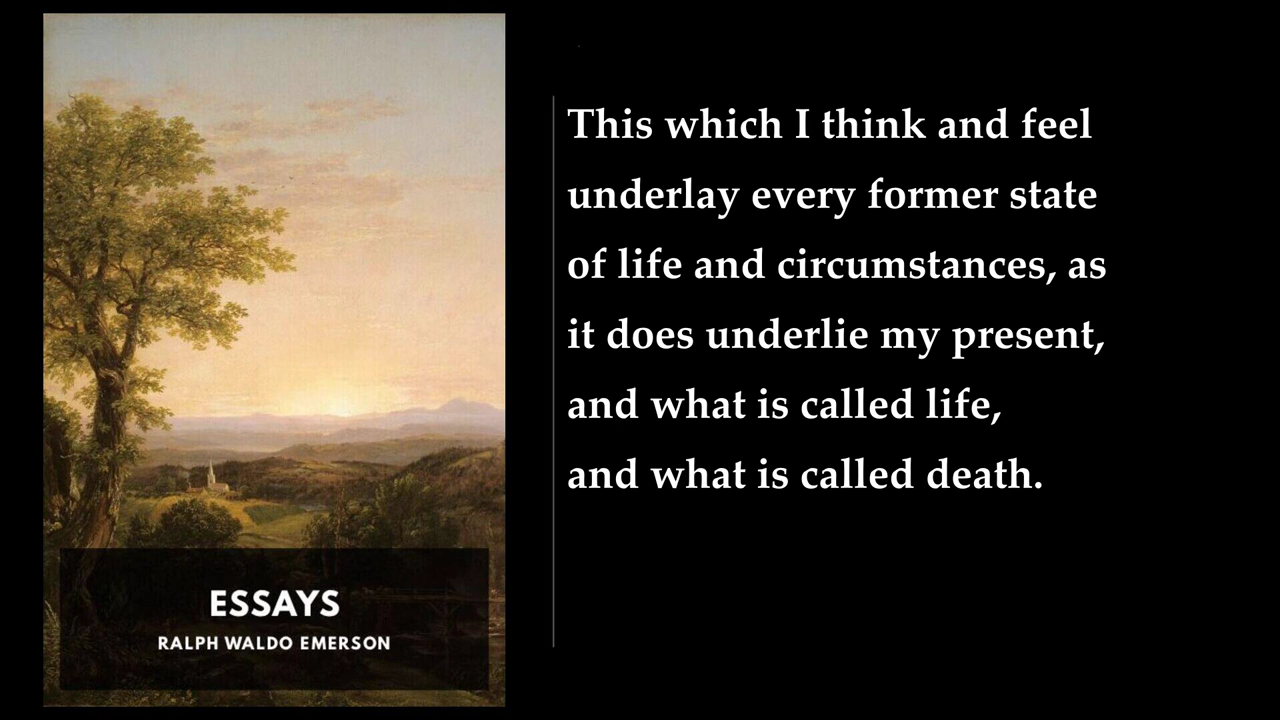 ESSAYS
RALPH WALDO EMERSON
This which I think and feel
underlay every former state
of life and circumstances, as
it does underlie my present,
and what is called life,
and what is called death.